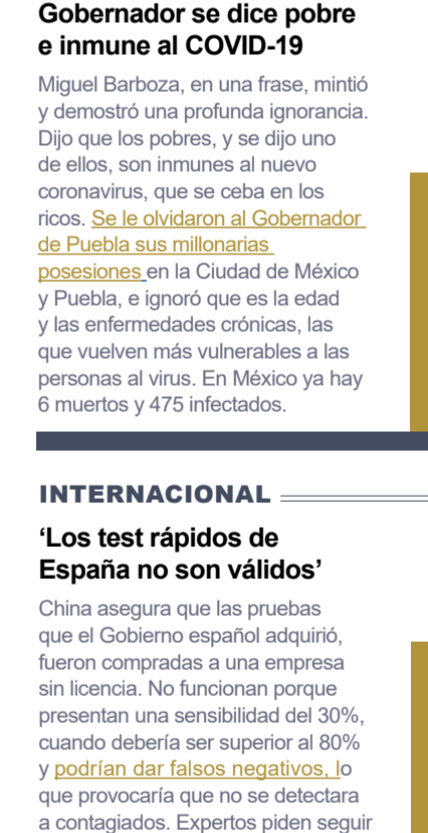 Gobernador se dice pobre
e inmune al COVID-19
Miguel Barboza, en una frase, mintió
y demostró una profunda ignorancia.
Dijo que los pobres, y se dijo uno
de ellos, son inmunes al nuevo
coronavirus, que se ceba en los
ricos. Se le olvidaron al Gobernador
de Puebla sus millonarias
posesiones en la Ciudad de México
y Puebla, e ignoró que es la edad
y las enfermedades crónicas, las
que vuelven más vulnerables a las
personas al virus. En México ya hay
6 muertos y 475 infectados.
INTERNACIONAL
‘Los test rápidos de
España no son válidos’
China asegura que las pruebas
que el Gobierno español adquirió,
fueron compradas a una empresa
sin licencia. No funcionan porque
presentan una sensibilidad del 30%,
cuando debería ser superior al 80%
y podrían dar falsos negativos, lo
que provocaría que no se detectara
a contagiados. Expertos piden seguir